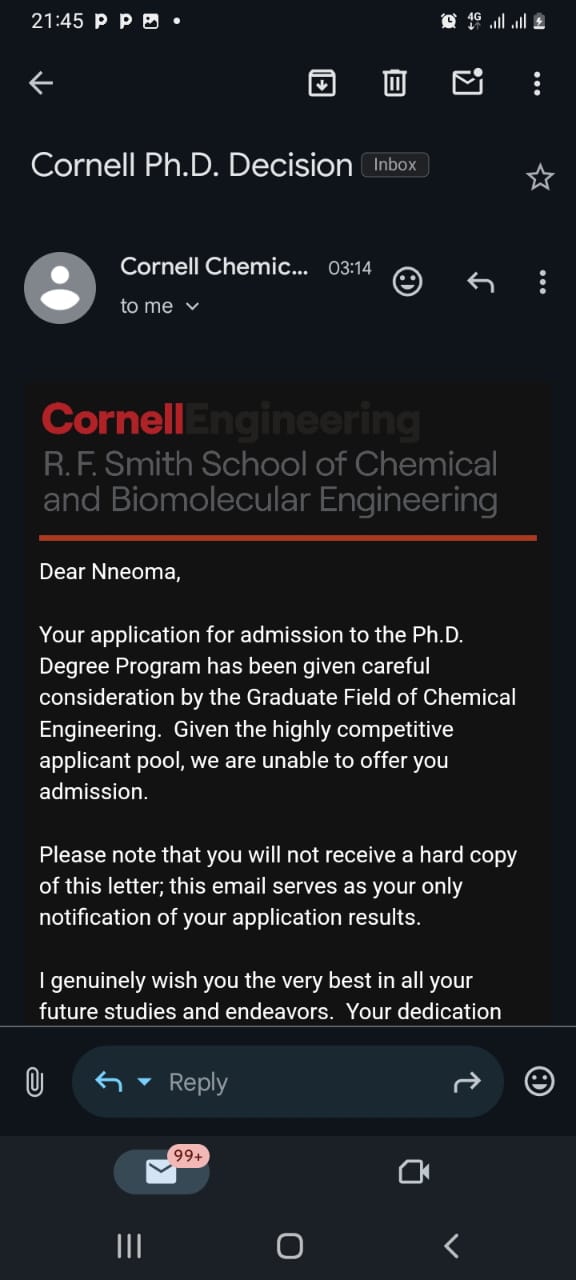 21:45
4G
Cornell Ph.D. Decision Inbox
Cornell Chemic... 03:14
to me
CornellEngineering
R. F. Smith School of Chemical
and Biomolecular Engineering
Dear Nneoma,
Your application for admission to the Ph.D.
Degree Program has been given careful
consideration by the Graduate Field of Chemical
Engineering.  Given the highly competitive
applicant pool, we are unable to offer you
admission.
Please note that you will not receive a hard copy
of this letter; this email serves as your only
notification of your application results.
I genuinely wish you the very best in all your
future studies and endeavors.  Your dedication
Reply
99+